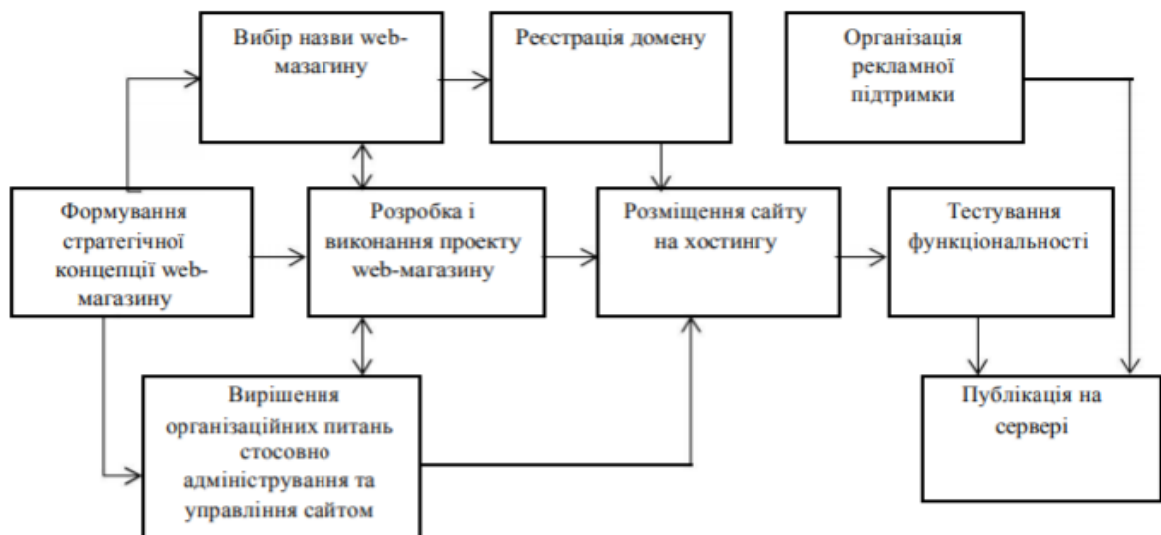 Вибір назви web-
мазагину
Реєстрація домену
Організація
рекламної
підтримки
Формування
стратегічної
концепції web-
магазину
Розробка і
виконання проекту
web-магазину
Розміщення сайту
на хостингу
Тестування
функціональності
Вирішення
організаційних питань
стосовно
адміністрування та
управління сайтом
Публікація на
сервері